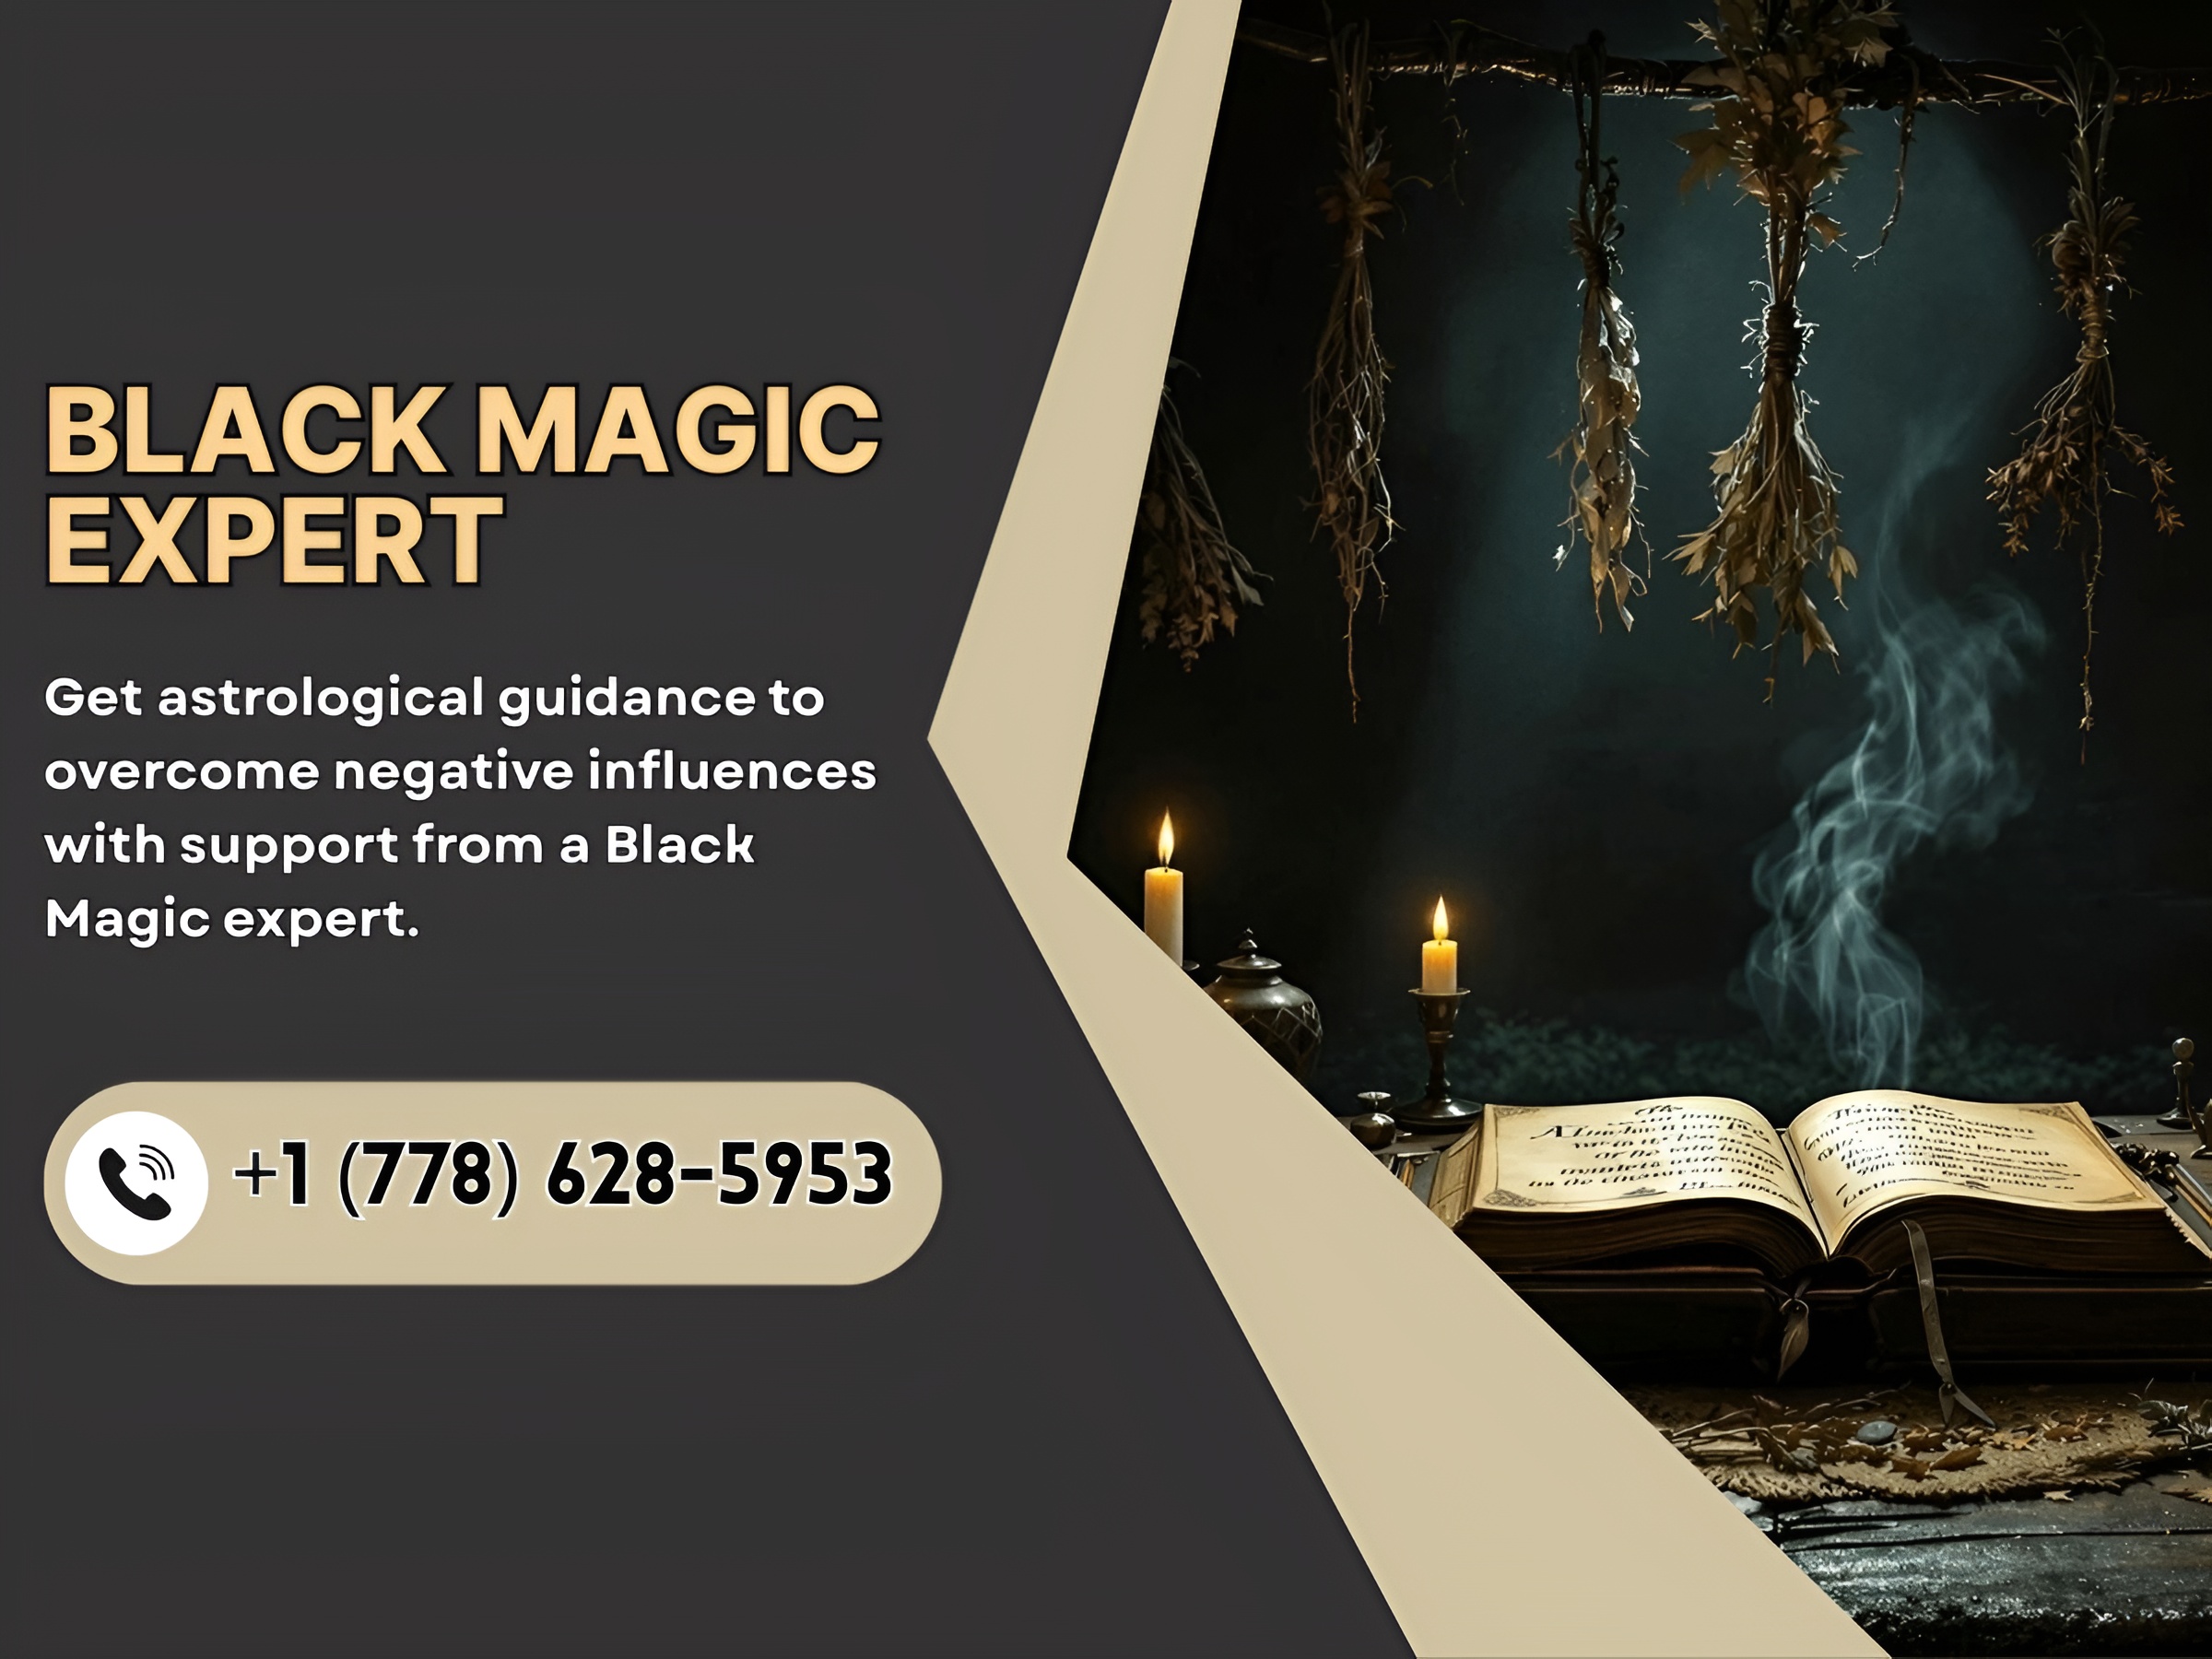 BLACK MAGIC
EXPERT
Get astrological guidance to
overcome negative influences
with support from a Black
Magic expert.
+1 (778) 628-5953